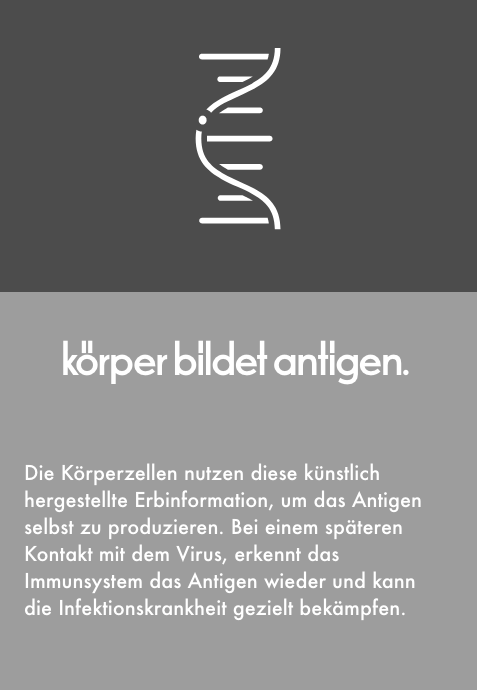 körper bildet antigen.
Die Körperzellen nutzen diese künstlich
hergestellte Erbinformation, um das Antigen
selbst zu produzieren. Bei einem späteren
Kontakt mit dem Virus, erkennt das
Immunsystem das Antigen wieder und kann
die Infektionskrankheit gezielt bekämpfen.